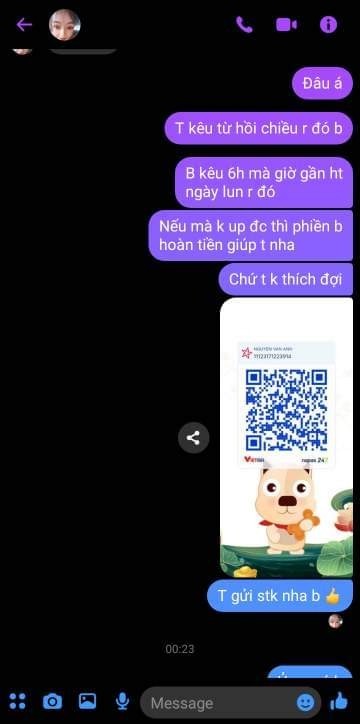 Đâu á
T kêu từ hồi chiều r đó b
B kêu 6h mà giờ gần ht
ngày lun r đó
Nếu mà k up đc thì phiền b
hoàn tiền giúp t nha
Chứ t k thích đợi
NGUYEN VAN ANH
11123171223914
VIETQR
napas 247
T gửi stk nha b 👍
00:23
Message